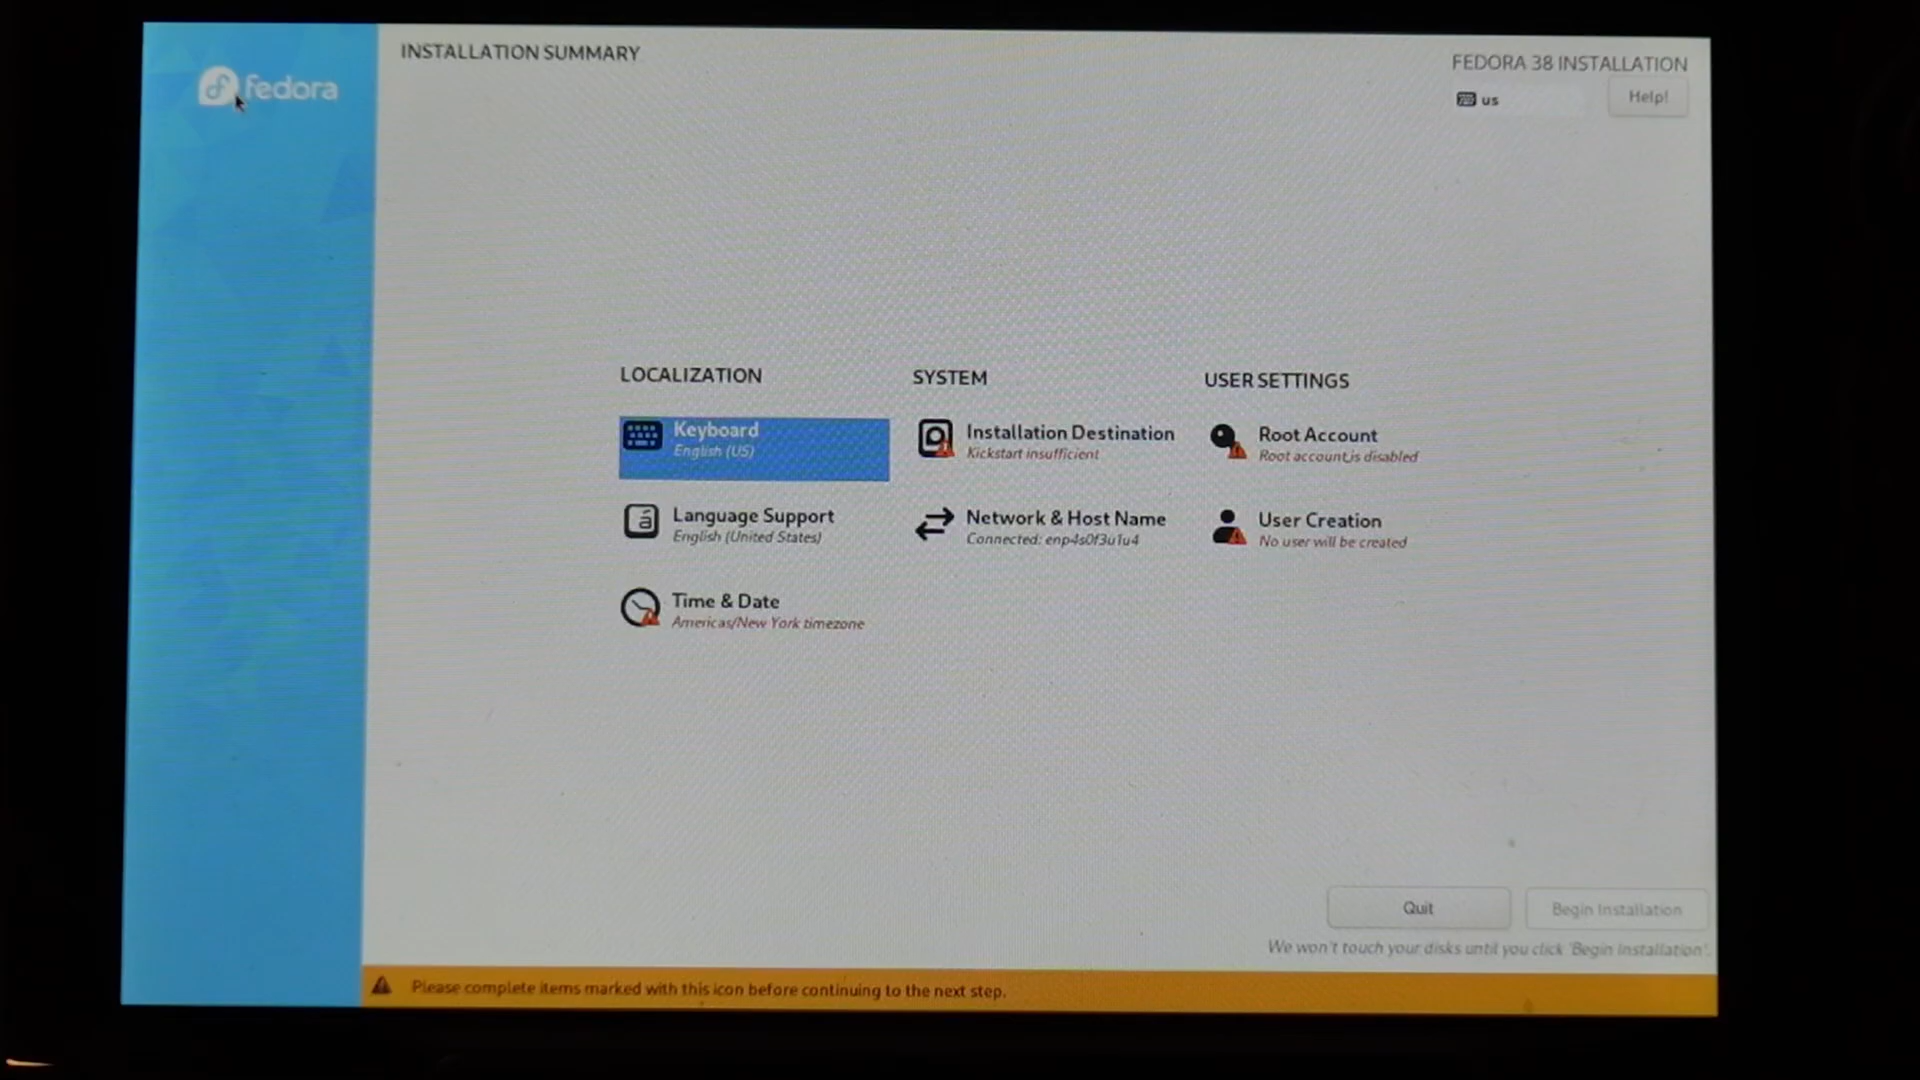 fedora
INSTALLATION SUMMARY
FEDORA 38 INSTALLATION
us
Help!
LOCALIZATION
Keyboard
English (US)
Language Support
English (United States)
Time & Date
Americas/New York timezone
SYSTEM
Installation Destination
Kickstart insufficient
Network & Host Name
Connected: enp4s0f3u1u4
USER SETTINGS
Root Account
Root account is disabled
User Creation
No user will be created
Quit
Begin Installation
We won't touch your disks until you click 'Begin Installation'.
Please complete items marked with this icon before continuing to the next step.